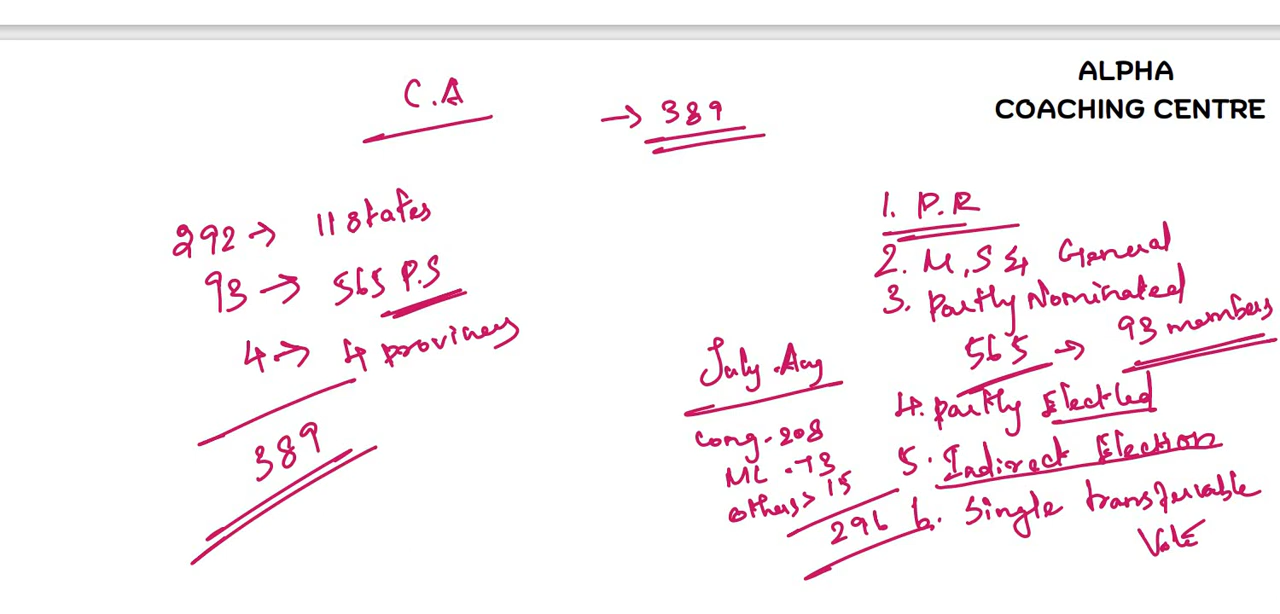 ALPHA
COACHING CENTRE
C.A → 389
292 → 11 states
93 → 565 P.S
4 → 4 provinces
389
July-Aug
Cong-208
ML-73
others > 15
296
1. P.R
2. M, S & General
3. Partly Nominated
565 → 93 members
4. partly Elected
5. Indirect Election
6. Single transferable
Vote